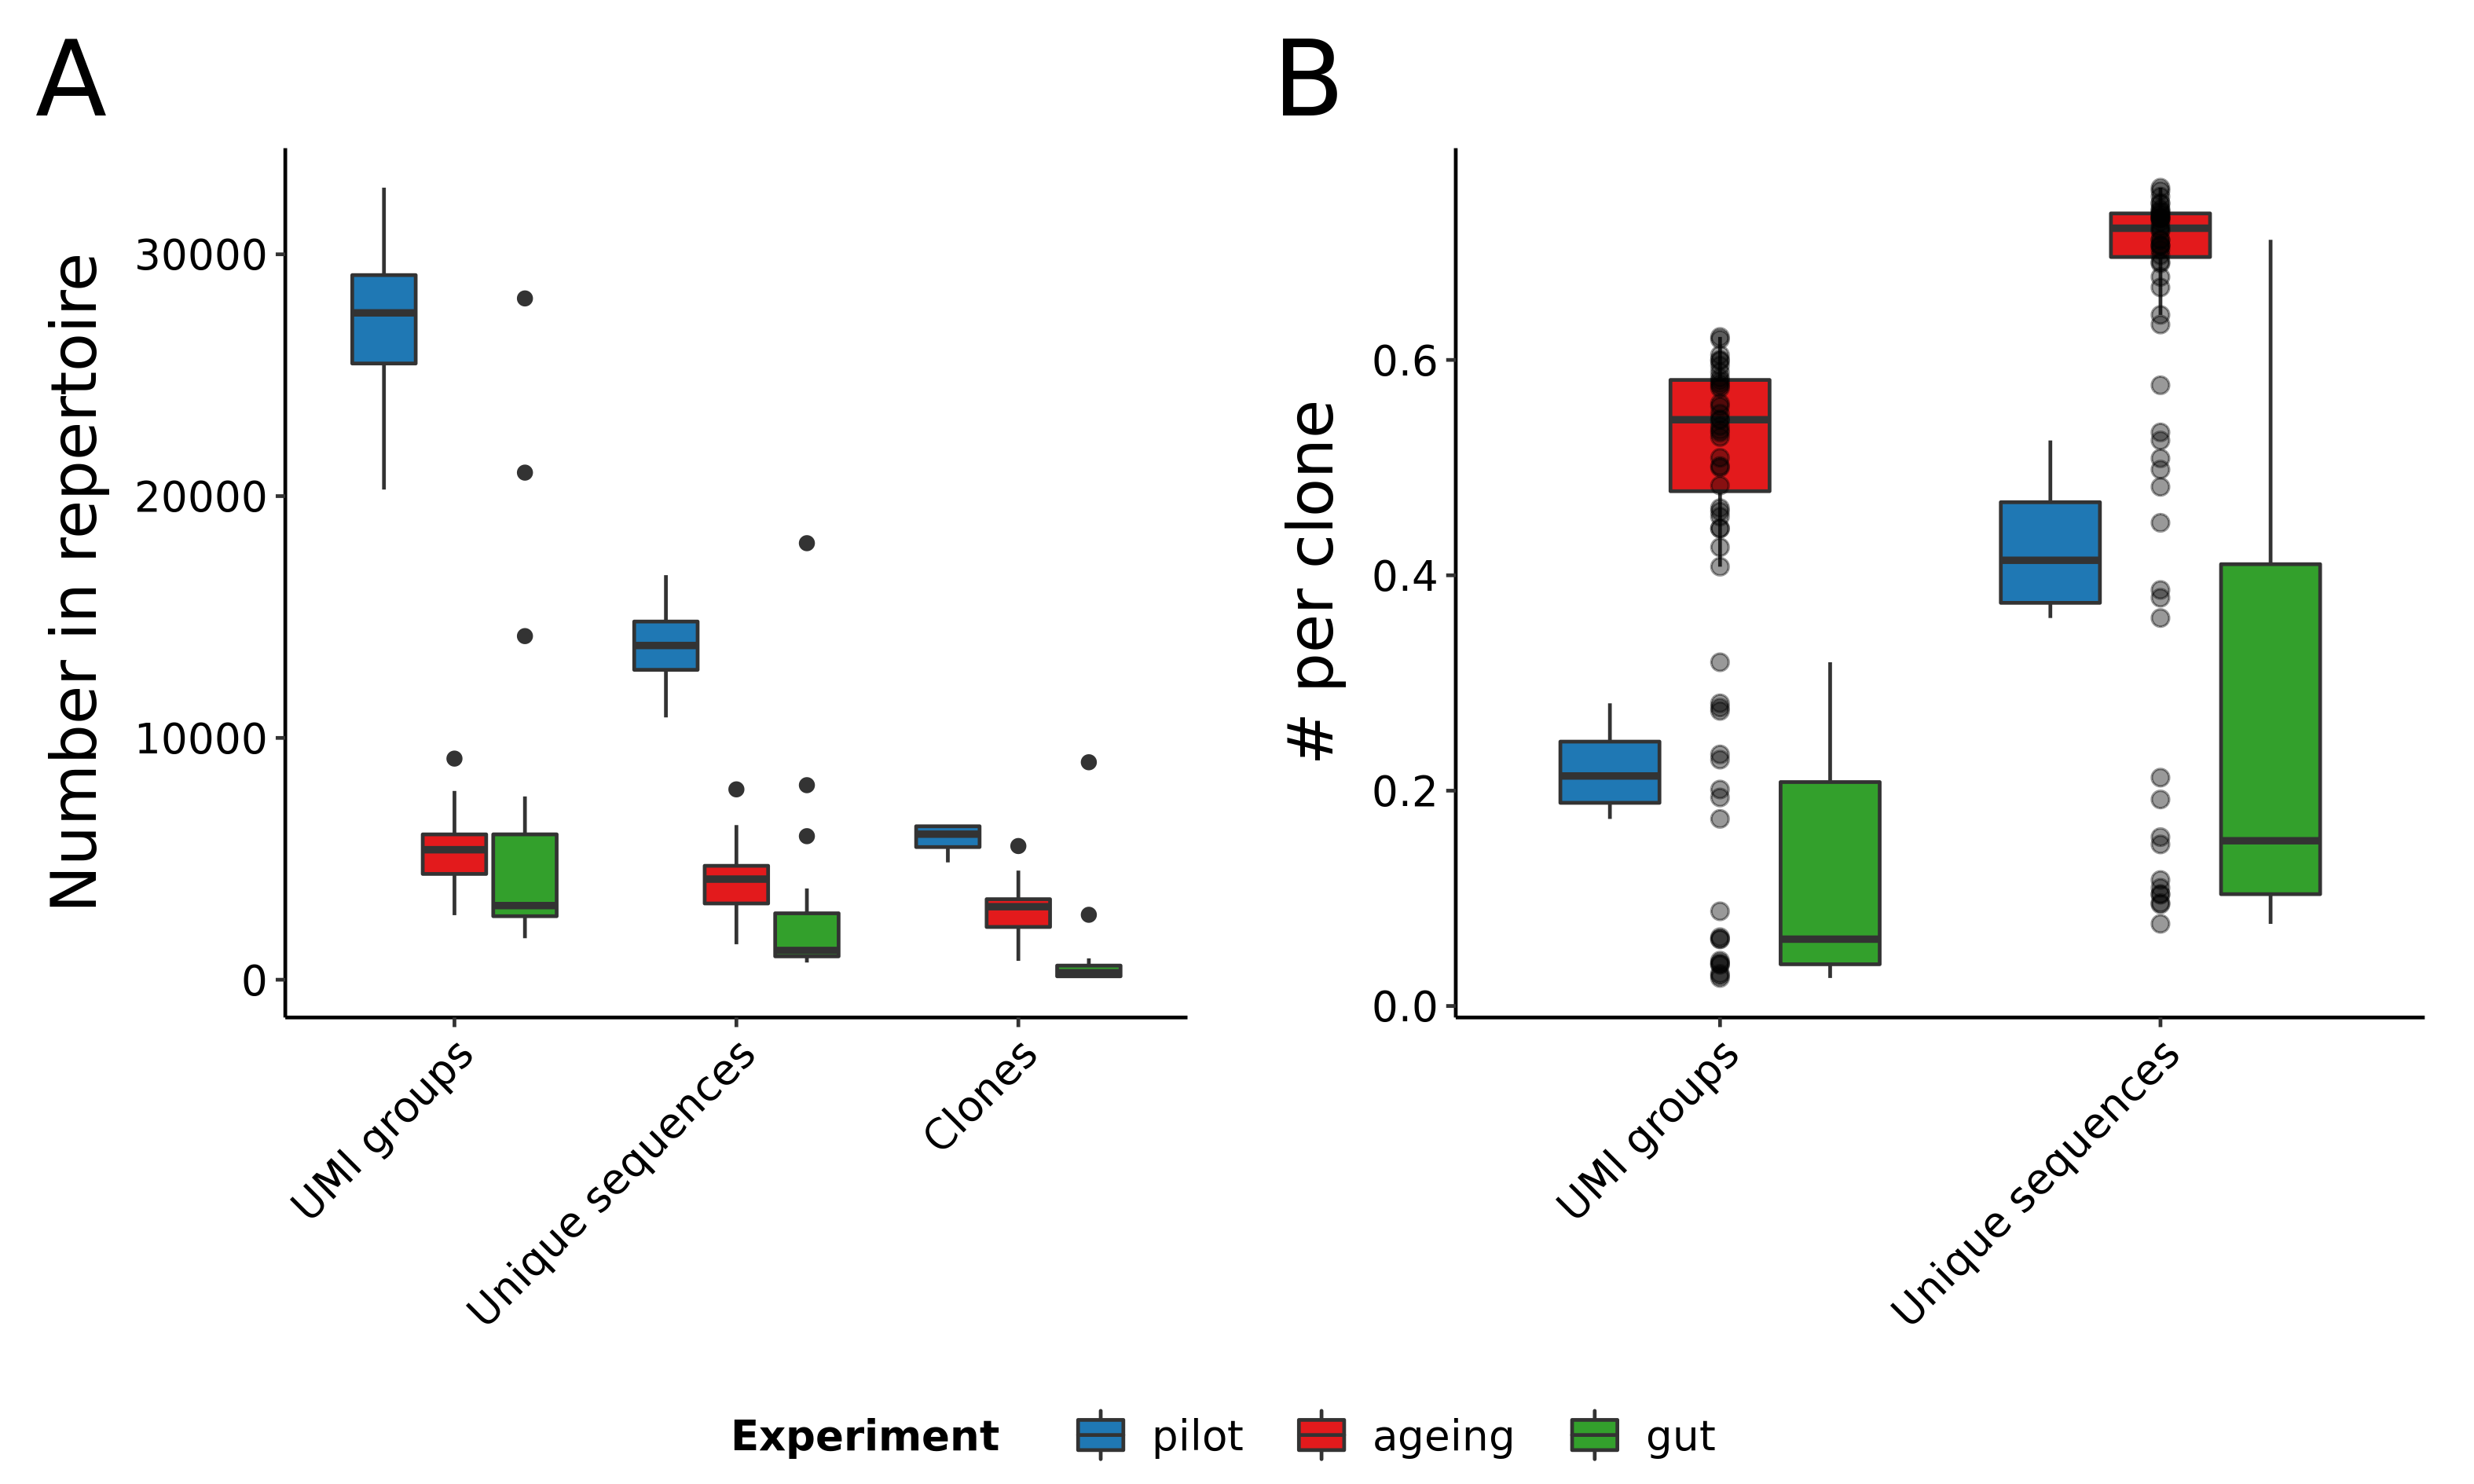 A
B
Number in repertoire
30000
20000
10000
0
UMI groups
Unique sequences
Clones
# per clone
0.6
0.4
0.2
0.0
UMI groups
Unique sequences
Experiment pilot ageing gut